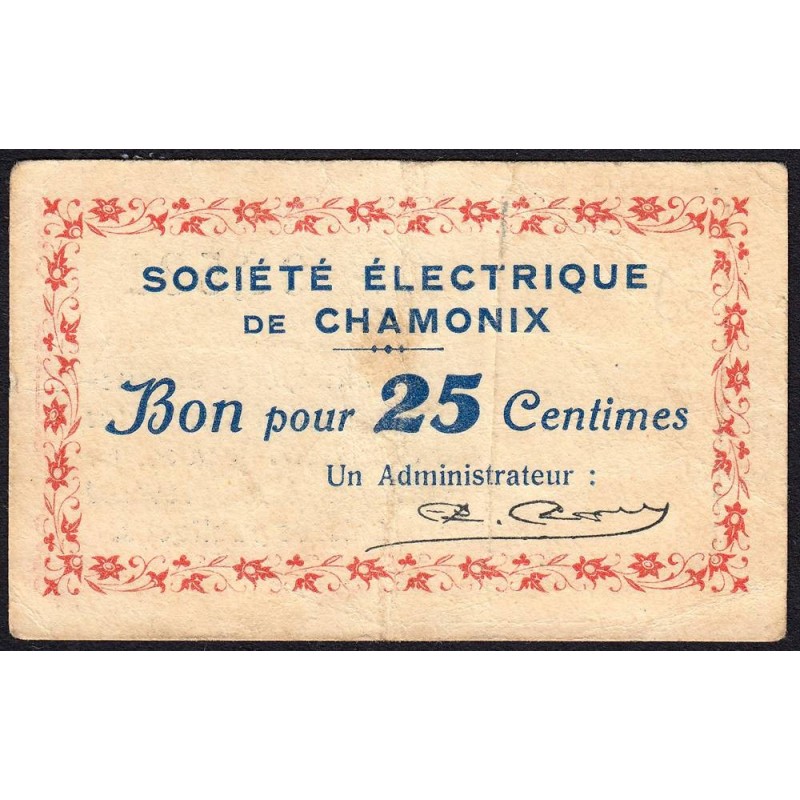 SOCIÉTÉ ÉLECTRIQUE
DE CHAMONIX
Bon pour 25 Centimes
Un Administrateur :